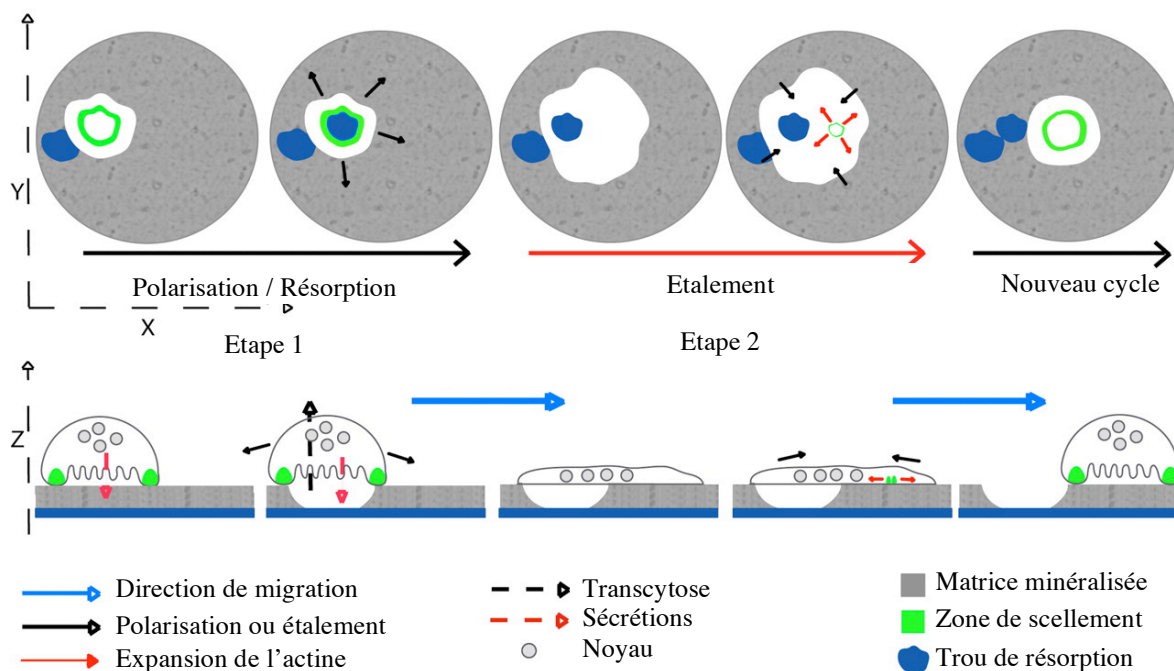 Y
Polarisation / Résorption
Etalement
Nouveau cycle
X
Etape 1
Etape 2
Z
Direction de migration
Polarisation ou étalement
Expansion de l'actine
Transcytose
Sécrétions
Noyau
Matrice minéralisée
Zone de scellement
Trou de résorption